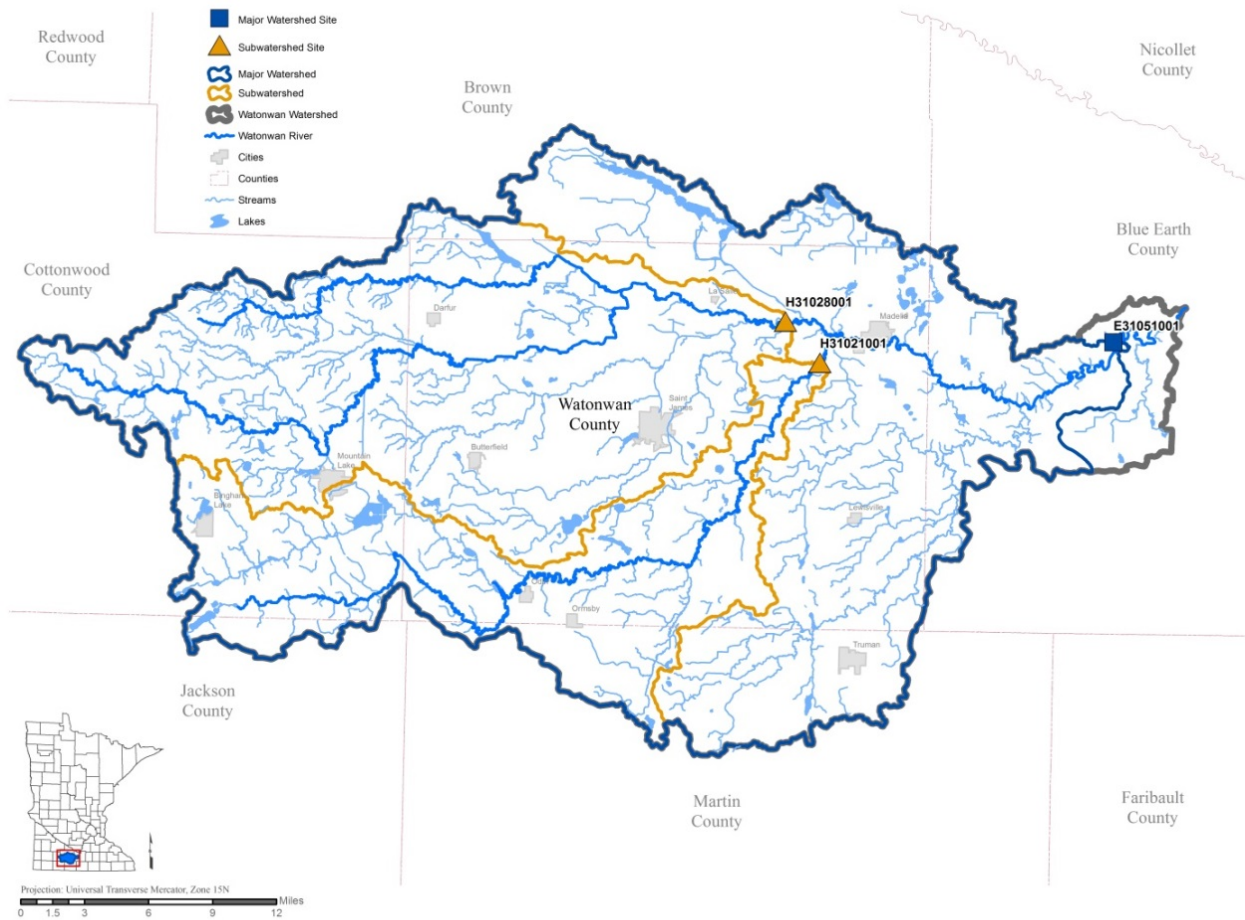 Redwood
County
Major Watershed Site
Subwatershed Site
Major Watershed
Subwatershed
Watonwan Watershed
Watonwan River
Cities
Counties
Streams
Lakes
Brown
County
Nicollet
County
Blue Earth
County
Cottonwood
County
La Salle
H31028001
Madelia
E31051001
Darfur
H31021001
Watonwan
County
Saint
James
Butterfield
Mountain
Lake
Bingham
Lake
Lewisville
Ormsby
Truman
Jackson
County
Martin
County
Faribault
County
Projection: Universal Transverse Mercator, Zone 15N
Miles
0 1.5 3 6 9 12